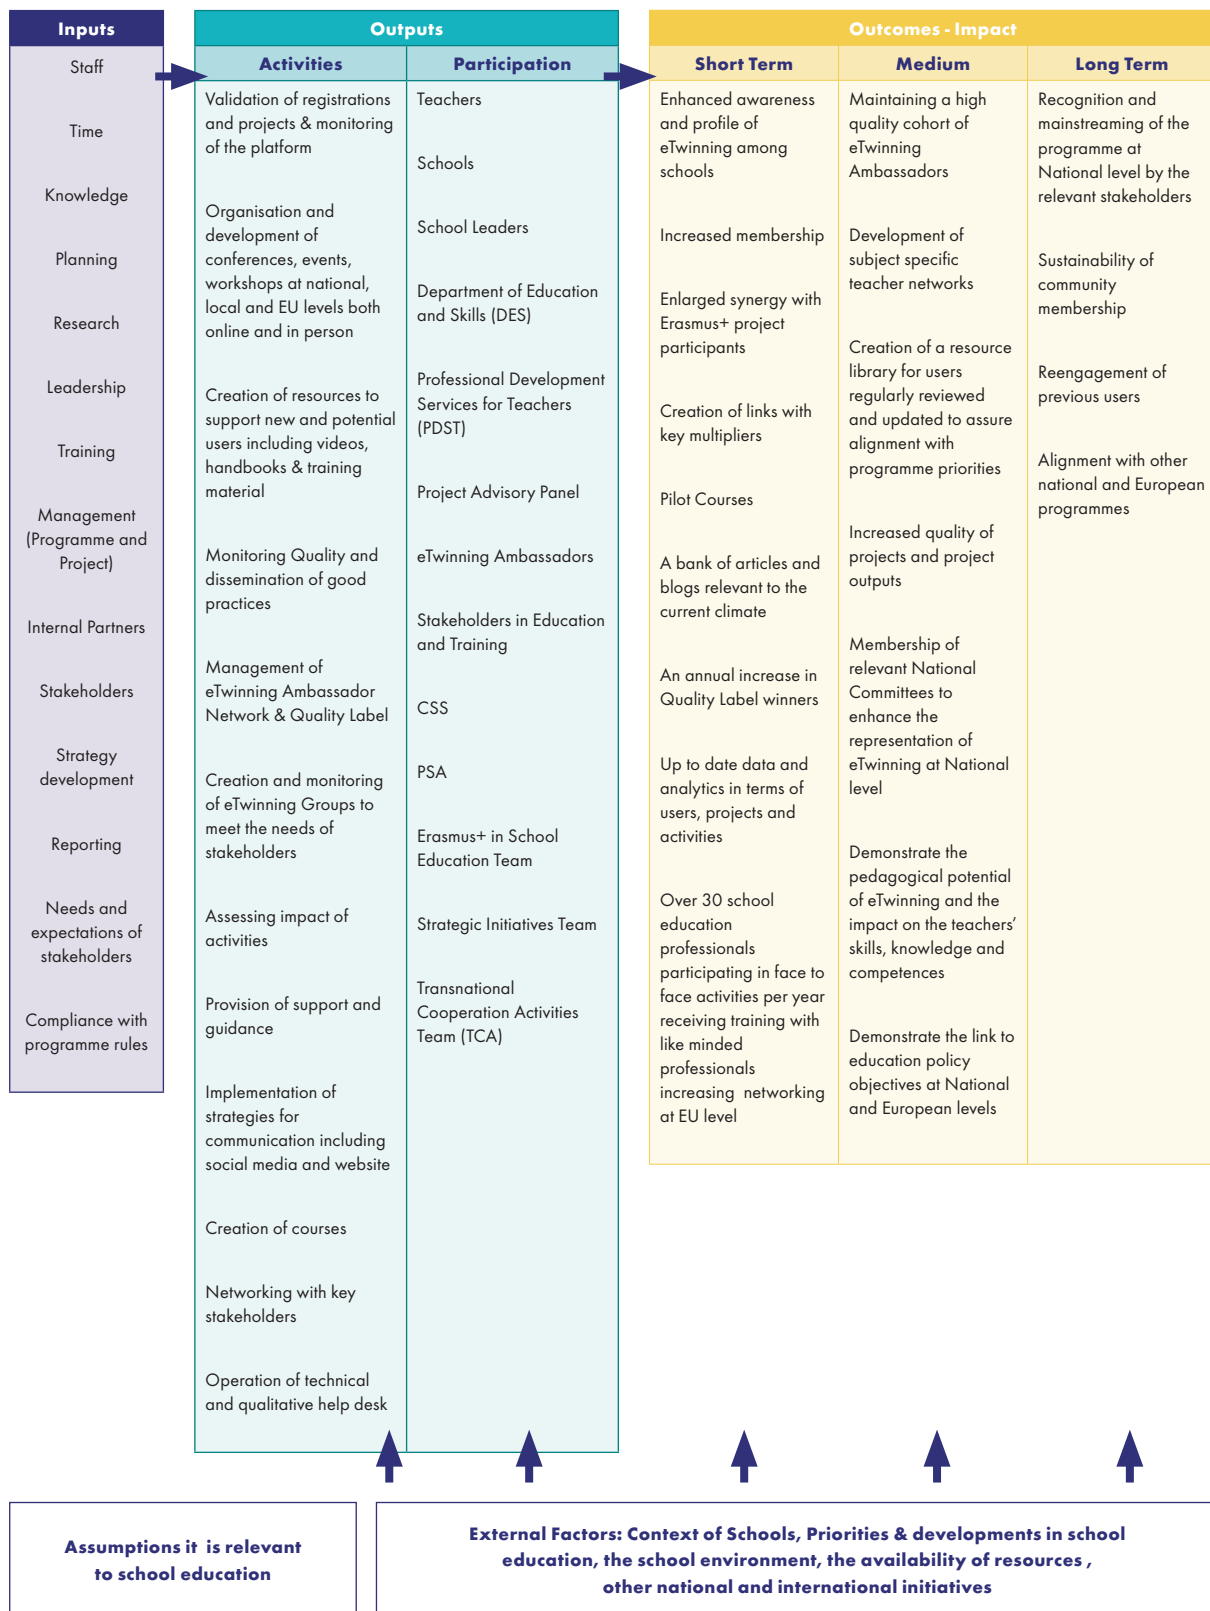 Inputs
Staff
Time
Knowledge
Planning
Research
Leadership
Training
Management
(Programme and
Project)
Internal Partners
Stakeholders
Strategy
development
Reporting
Needs and
expectations of
stakeholders
Compliance with
programme rules
Outputs
Activities
Validation of registrations
and projects & monitoring
of the platform
Organisation and
development of
conferences, events,
workshops at national,
local and EU levels both
online and in person
Creation of resources to
support new and potential
users including videos,
handbooks & training
material
Monitoring Quality and
dissemination of good
practices
Management of
eTwinning Ambassador
Network & Quality Label
Creation and monitoring
of eTwinning Groups to
meet the needs of
stakeholders
Assessing impact of
activities
Provision of support and
guidance
Implementation of
strategies for
communication including
social media and website
Creation of courses
Networking with key
stakeholders
Operation of technical
and qualitative help desk
Participation
Teachers
Schools
School Leaders
Department of Education
and Skills (DES)
Professional Development
Services for Teachers
(PDST)
Project Advisory Panel
eTwinning Ambassadors
Stakeholders in Education
and Training
CSS
PSA
Erasmus+ in School
Education Team
Strategic Initiatives Team
Transnational
Cooperation Activities
Team (TCA)
Outcomes - Impact
Short Term
Enhanced awareness
and profile of
eTwinning among
schools
Increased membership
Enlarged synergy with
Erasmus+ project
participants
Creation of links with
key multipliers
Pilot Courses
A bank of articles and
blogs relevant to the
current climate
An annual increase in
Quality Label winners
Up to date data and
analytics in terms of
users, projects and
activities
Over 30 school
education
professionals
participating in face to
face activities per year
receiving training with
like minded
professionals
increasing networking
at EU level
Medium
Maintaining a high
quality cohort of
eTwinning
Ambassadors
Development of
subject specific
teacher networks
Creation of a resource
library for users
regularly reviewed
and updated to assure
alignment with
programme priorities
Increased quality of
projects and project
outputs
Membership of
relevant National
Committees to
enhance the
representation of
eTwinning at National
level
Demonstrate the
pedagogical potential
of eTwinning and the
impact on the teachers’
skills, knowledge and
competences
Demonstrate the link to
education policy
objectives at National
and European levels
Long Term
Recognition and
mainstreaming of the
programme at
National level by the
relevant stakeholders
Sustainability of
community
membership
Reengagement of
previous users
Alignment with other
national and European
programmes
Assumptions it is relevant
to school education
External Factors: Context of Schools, Priorities & developments in school
education, the school environment, the availability of resources ,
other national and international initiatives